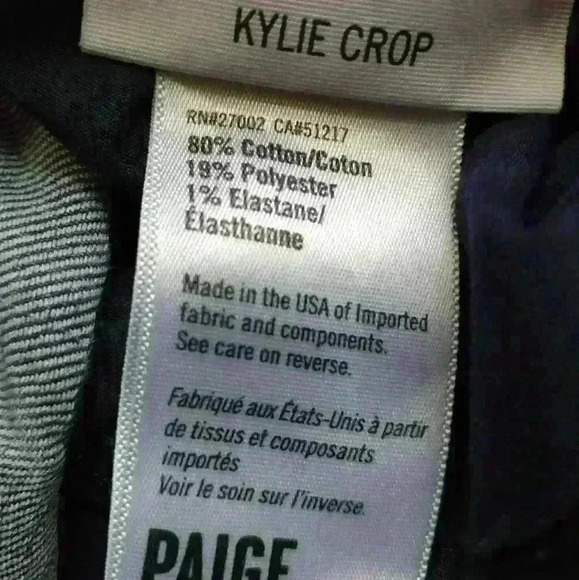 KYLIE CROP
RN#27002 CA#51217
80% Cotton/Coton
19% Polyester
1% Elastane/
Élasthanne
Made in the USA of Imported
fabric and components.
See care on reverse.
Fabriqué aux États-Unis à partir
de tissus et composants
importés
Voir le soin sur l'inverse.
PAIGE